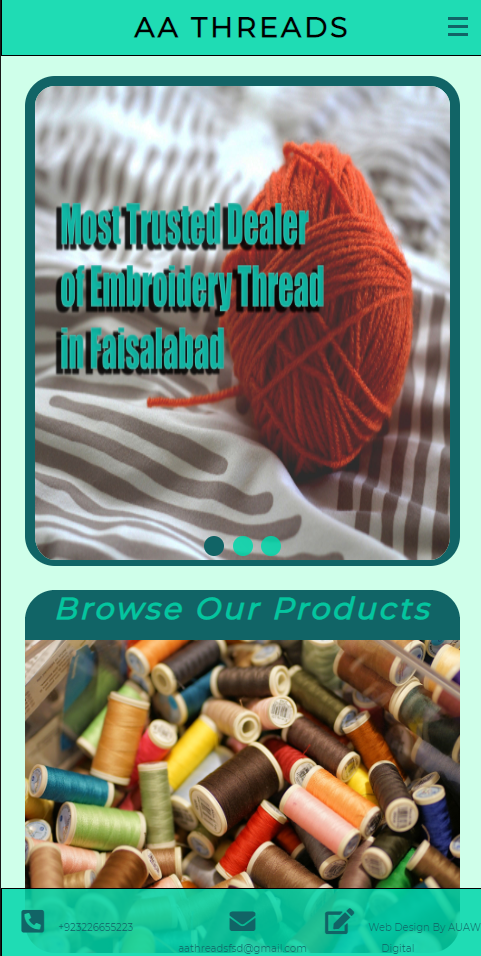 AA THREADS
Most Trusted Dealer
of Embroidery Thread
in Faisalabad
Browse Our Products
+923226655223
aathreadsfsd@gmail.com
Web Design By AUAW
Digital